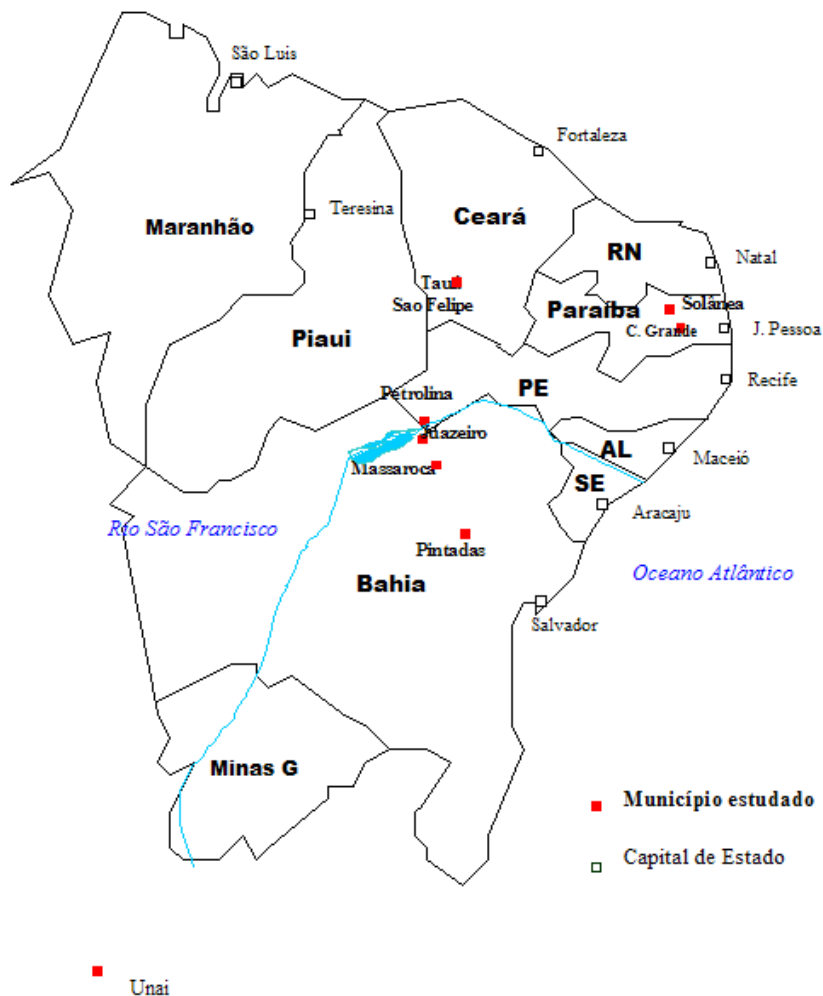 São Luis
Fortaleza
Teresina
Ceará
Maranhão
RN
Natal
Tauá
Sao Felipe
Solânea
Paraiba
C. Grande
J. Pessoa
Piaui
Recife
PE
Petrolina
Juazeiro
AL
Maceió
Massaroca
SE
Aracaju
Rio São Francisco
Pintadas
Oceano Atlântico
Bahia
Salvador
Minas G
Município estudado
Capital de Estado
Unai